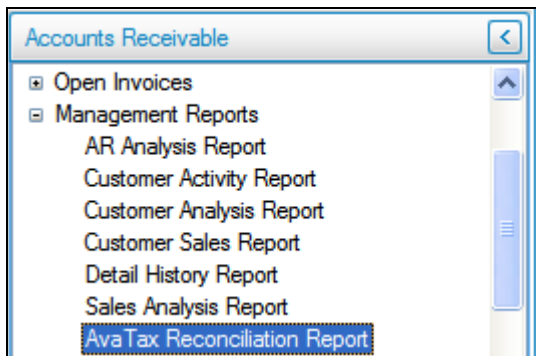 Accounts Receivable
Open Invoices
Management Reports
AR Analysis Report
Customer Activity Report
Customer Analysis Report
Customer Sales Report
Detail History Report
Sales Analysis Report
AvaTax Reconciliation Report